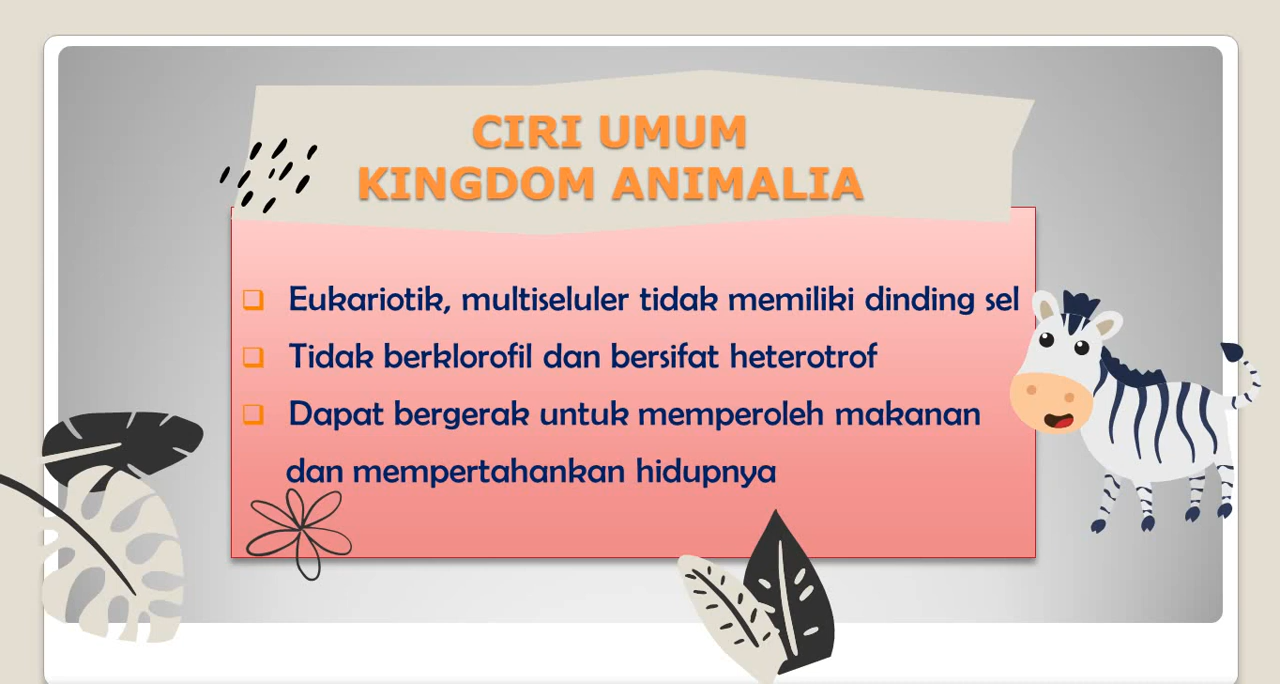 CIRI UMUM
KINGDOM ANIMALIA
Eukariotik, multiseluler tidak memiliki dinding sel
Tidak berklorofil dan bersifat heterotrof
Dapat bergerak untuk memperoleh makanan
dan mempertahankan hidupnya